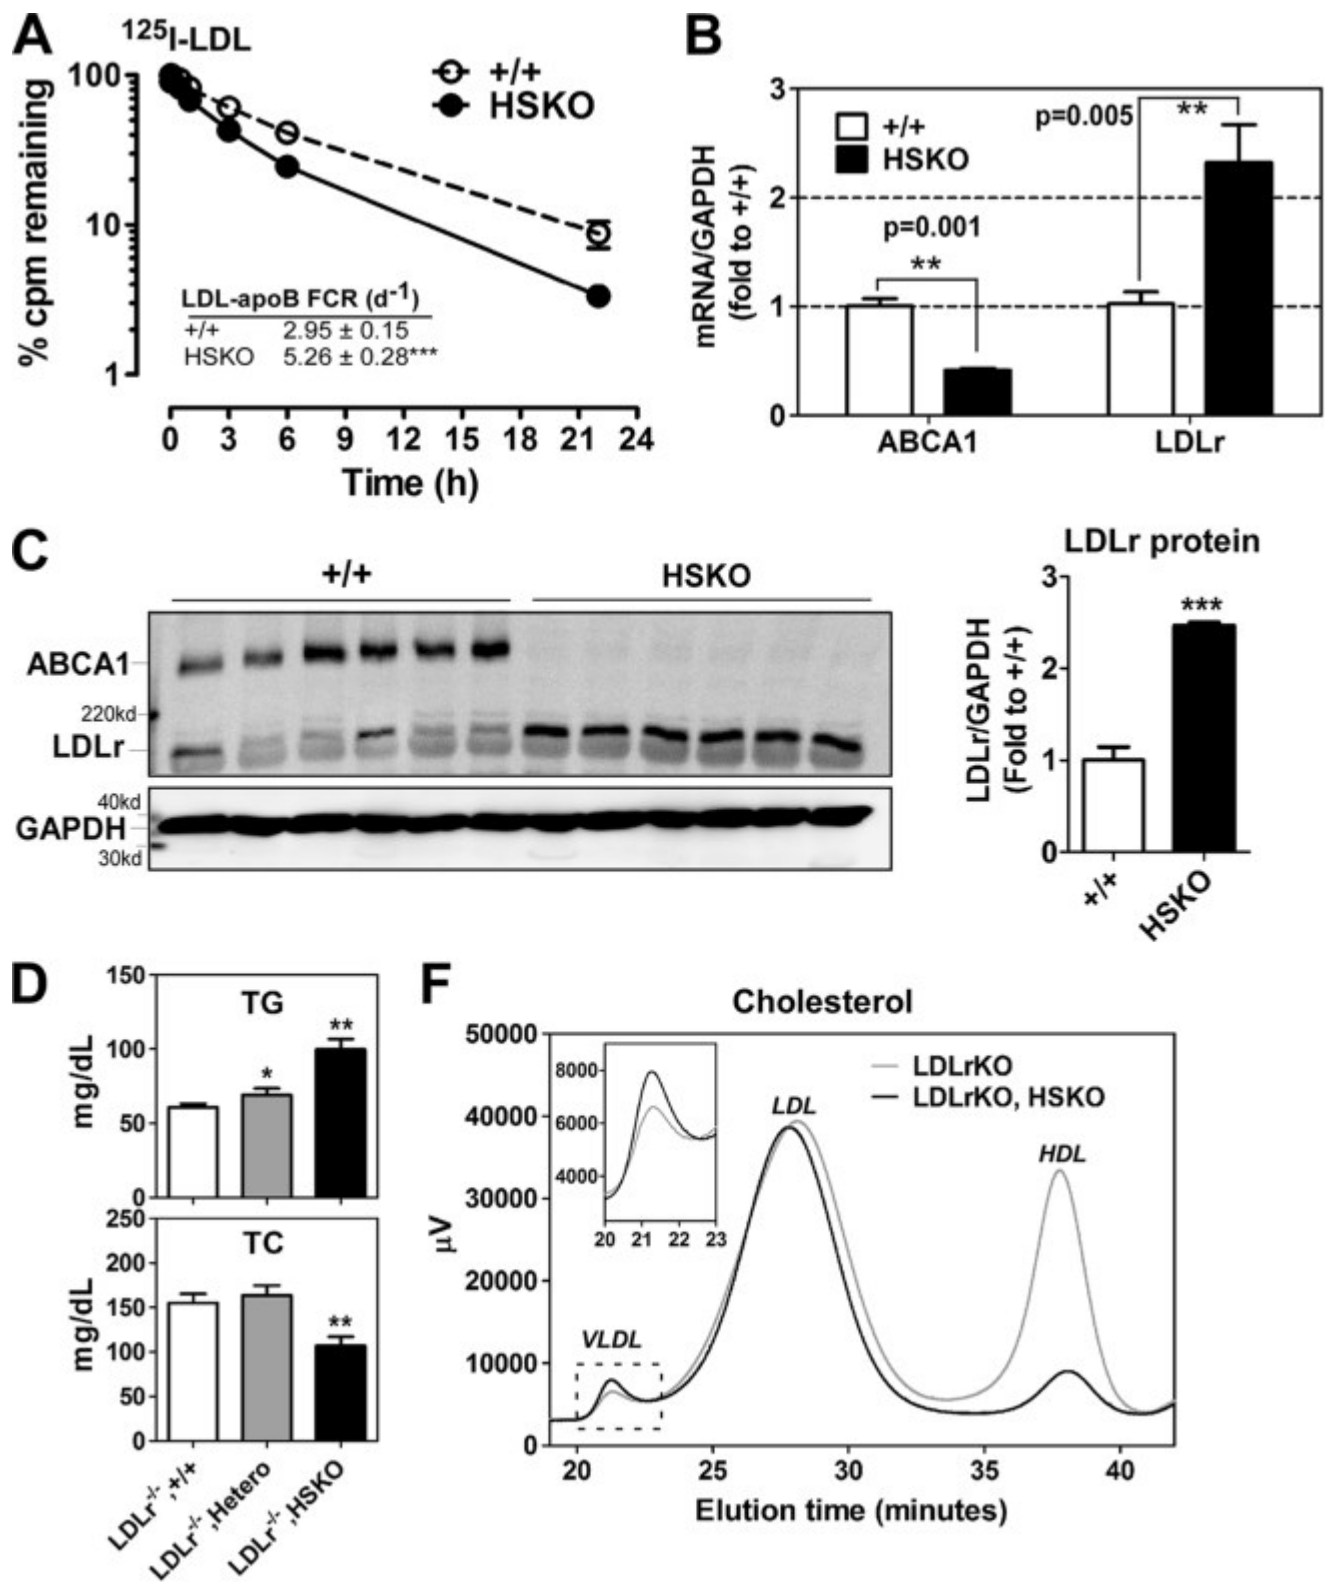 A
125I-LDL
100
10
1
% cpm remaining
+/+
HSKO
LDL-apoB FCR (d-1)
+/+ 2.95 ± 0.15
HSKO 5.26 ± 0.28***
0 3 6 9 12 15 18 21 24
Time (h)
B
3
2
1
0
mRNA/GAPDH
(fold to +/+)
+/+
HSKO
p=0.005
**
p=0.001
**
ABCA1 LDLr
C
+/+ HSKO
ABCA1
220kd
LDLr
40kd
GAPDH
30kd
LDLr protein
3
2
1
0
LDLr/GAPDH
(Fold to +/+)
***
+/+
HSKO
D
150
100
50
0
mg/dL
TG
*
**
250
200
150
100
50
0
mg/dL
TC
**
LDLr-/-,+/+
LDLr-/-,Hetero
LDLr-/-,HSKO
F
Cholesterol
50000
40000
30000
20000
10000
0
µV
8000
6000
4000
20 21 22 23
LDLrKO
LDLrKO, HSKO
LDL
HDL
VLDL
20 25 30 35 40
Elution time (minutes)